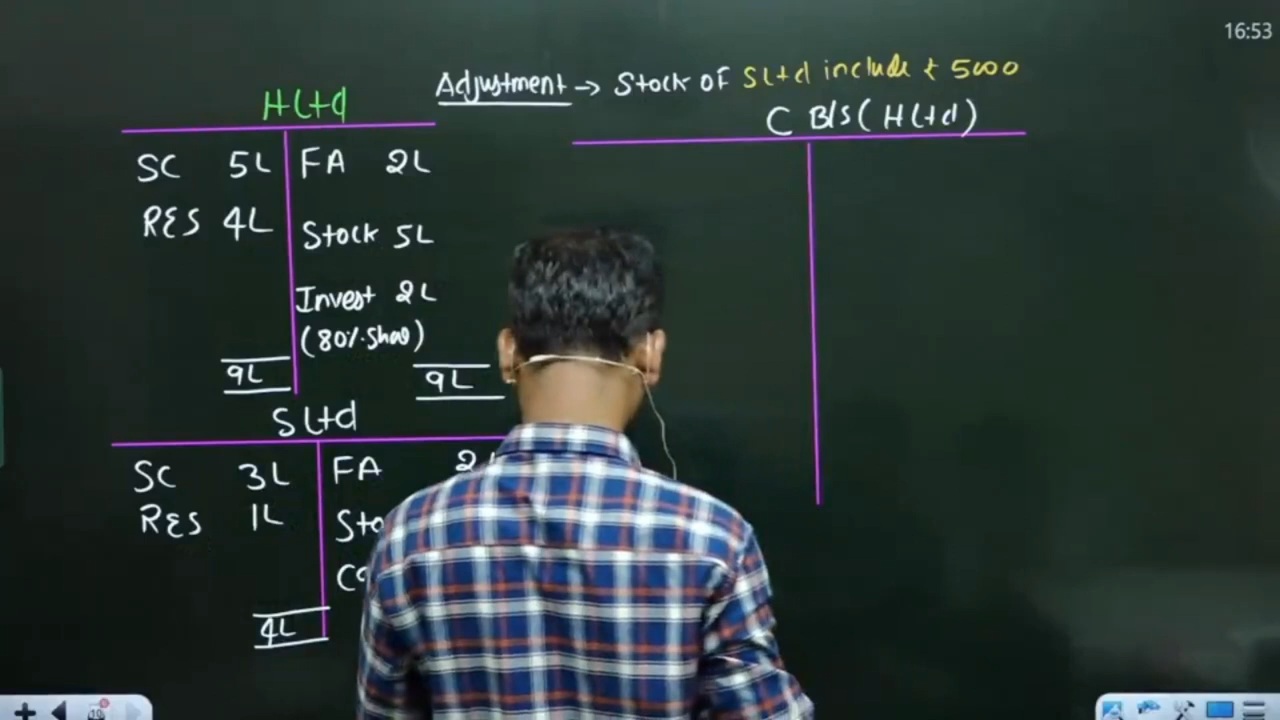 16:53
Adjustment → Stock OF SLtd include ₹ 5000
HLtd
C B/S (HLtd)
SC 5L FA 2L
RES 4L Stock 5L
Invest 2L
(80%. Share)
9L 9L
SLtd
SC 3L FA
RES 1L
4L